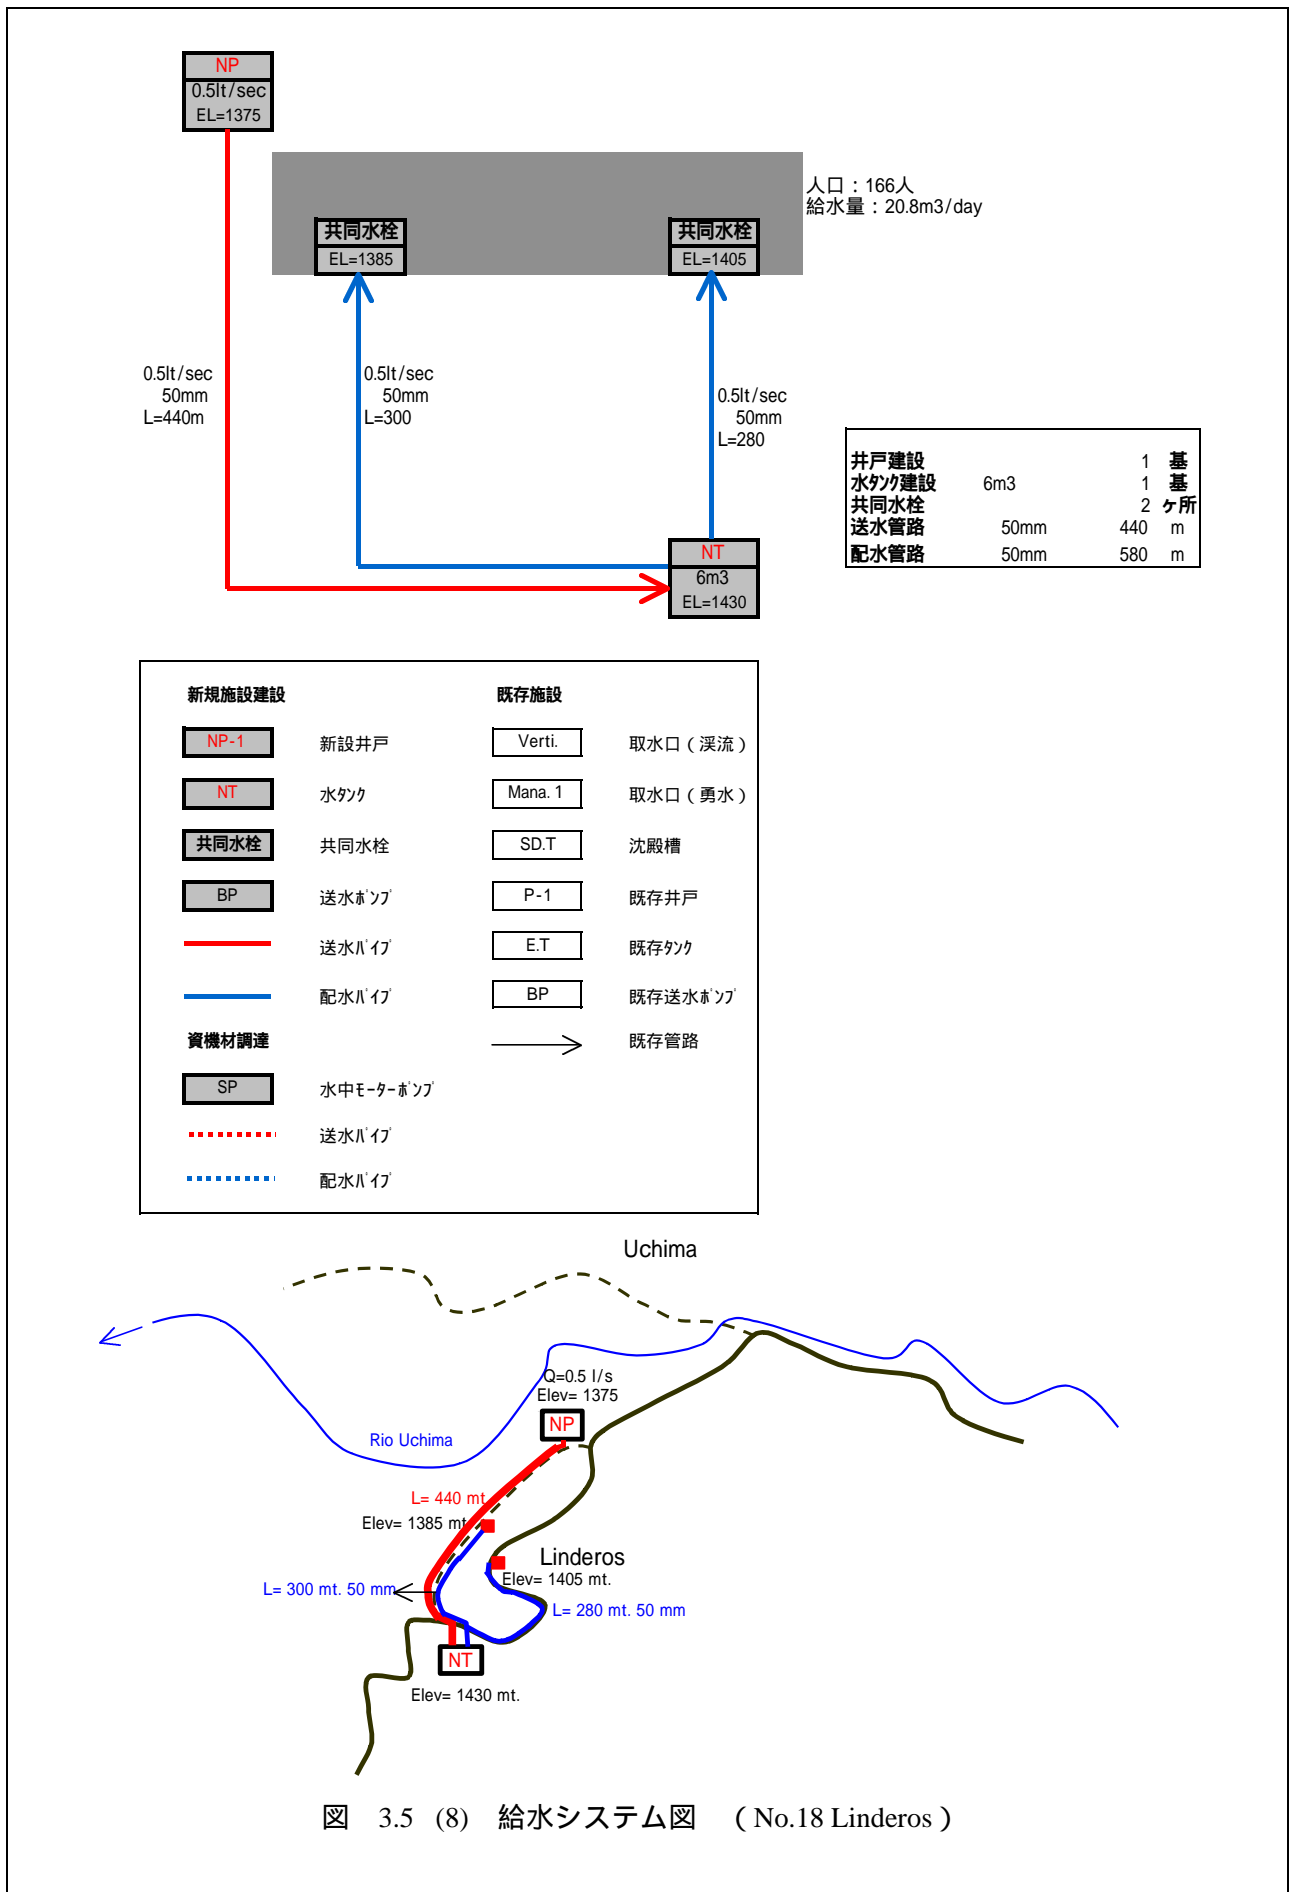 NP
0.5lt/sec
EL=1375
人口：166人
給水量：20.8m3/day
共同水栓
EL=1385
共同水栓
EL=1405
0.5lt/sec
50mm
L=440m
0.5lt/sec
50mm
L=300
0.5lt/sec
50mm
L=280
井戸建設 1 基
水ﾀﾝｸ建設 6m3 1 基
共同水栓 2 ヶ所
送水管路 50mm 440 m
配水管路 50mm 580 m
NT
6m3
EL=1430
新規施設建設 既存施設
NP-1 新設井戸 Verti. 取水口（渓流）
NT 水ﾀﾝｸ Mana. 1 取水口（勇水）
共同水栓 共同水栓 SD.T 沈殿槽
BP 送水ﾎﾟﾝﾌﾟ P-1 既存井戸
送水ﾊﾟｲﾌﾟ E.T 既存ﾀﾝｸ
配水ﾊﾟｲﾌﾟ BP 既存送水ﾎﾟﾝﾌﾟ
資機材調達 既存管路
SP 水中ﾓｰﾀｰﾎﾟﾝﾌﾟ
送水ﾊﾟｲﾌﾟ
配水ﾊﾟｲﾌﾟ
Uchima
Q=0.5 l/s
Elev= 1375
NP
Rio Uchima
L= 440 mt.
Elev= 1385 mt.
Linderos
Elev= 1405 mt.
L= 300 mt. 50 mm
L= 280 mt. 50 mm
NT
Elev= 1430 mt.
図 3.5 (8) 給水システム図 （No.18 Linderos）